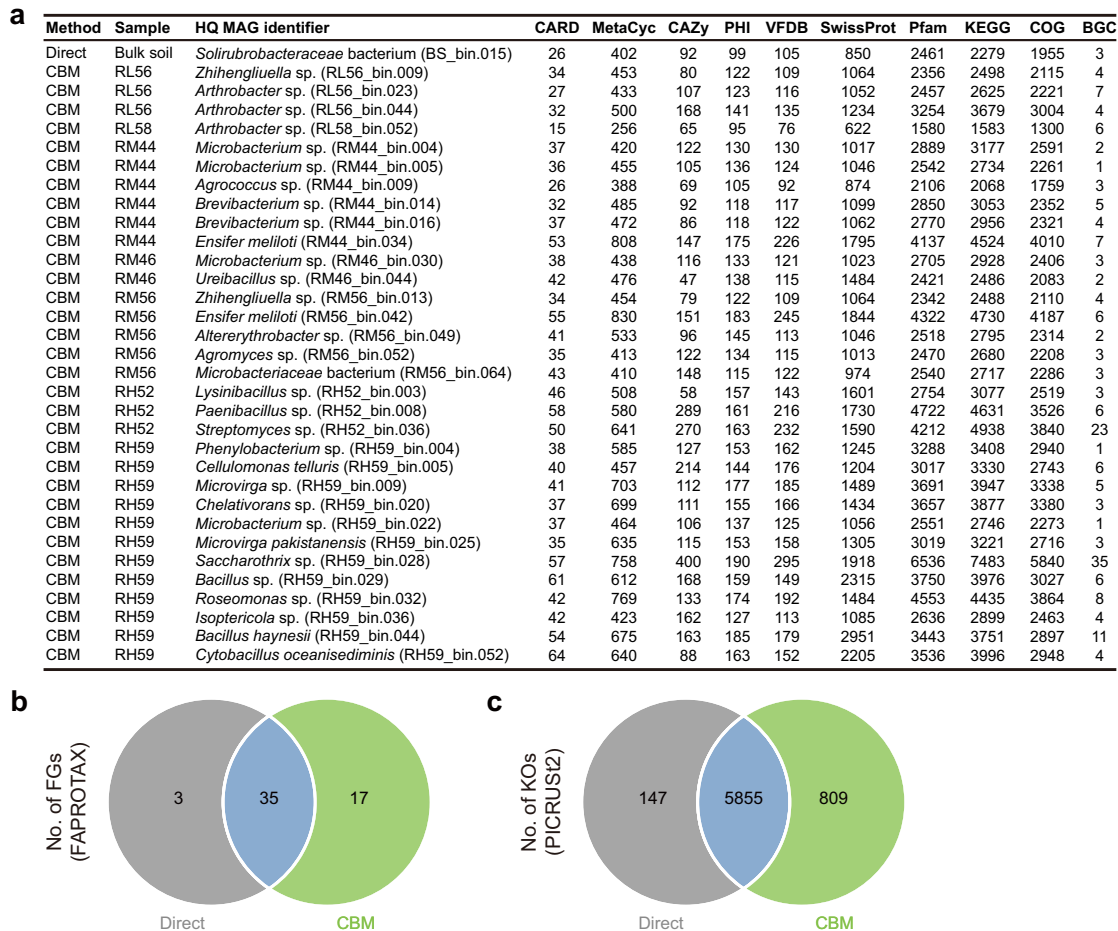 a
Method Sample HQ MAG identifier CARD MetaCyc CAZy PHI VFDB SwissProt Pfam KEGG COG BGC
Direct Bulk soil Solirubrobacteraceae bacterium (BS_bin.015) 26 402 92 99 105 850 2461 2279 1955 3
CBM RL56 Zhihengliuella sp. (RL56_bin.009) 34 453 80 122 109 1064 2356 2498 2115 4
CBM RL56 Arthrobacter sp. (RL56_bin.023) 27 433 107 123 116 1052 2457 2625 2221 7
CBM RL56 Arthrobacter sp. (RL56_bin.044) 32 500 168 141 135 1234 3254 3679 3004 4
CBM RL58 Arthrobacter sp. (RL58_bin.052) 15 256 65 95 76 622 1580 1583 1300 6
CBM RM44 Microbacterium sp. (RM44_bin.004) 37 420 122 130 130 1017 2889 3177 2591 2
CBM RM44 Microbacterium sp. (RM44_bin.005) 36 455 105 136 124 1046 2542 2734 2261 1
CBM RM44 Agrococcus sp. (RM44_bin.009) 26 388 69 105 92 874 2106 2068 1759 3
CBM RM44 Brevibacterium sp. (RM44_bin.014) 32 485 92 118 117 1099 2850 3053 2352 5
CBM RM44 Brevibacterium sp. (RM44_bin.016) 37 472 86 118 122 1062 2770 2956 2321 4
CBM RM44 Ensifer meliloti (RM44_bin.034) 53 808 147 175 226 1795 4137 4524 4010 7
CBM RM46 Microbacterium sp. (RM46_bin.030) 38 438 116 133 121 1023 2705 2928 2406 3
CBM RM46 Ureibacillus sp. (RM46_bin.044) 42 476 47 138 115 1484 2421 2486 2083 2
CBM RM56 Zhihengliuella sp. (RM56_bin.013) 34 454 79 122 109 1064 2342 2488 2110 4
CBM RM56 Ensifer meliloti (RM56_bin.042) 55 830 151 183 245 1844 4322 4730 4187 6
CBM RM56 Altererythrobacter sp. (RM56_bin.049) 41 533 96 145 113 1046 2518 2795 2314 2
CBM RM56 Agromyces sp. (RM56_bin.052) 35 413 122 134 115 1013 2470 2680 2208 3
CBM RM56 Microbacteriaceae bacterium (RM56_bin.064) 43 410 148 115 122 974 2540 2717 2286 3
CBM RH52 Lysinibacillus sp. (RH52_bin.003) 46 508 58 157 143 1601 2754 3077 2519 3
CBM RH52 Paenibacillus sp. (RH52_bin.008) 58 580 289 161 216 1730 4722 4631 3526 6
CBM RH52 Streptomyces sp. (RH52_bin.036) 50 641 270 163 232 1590 4212 4938 3840 23
CBM RH59 Phenylobacterium sp. (RH59_bin.004) 38 585 127 153 162 1245 3288 3408 2940 1
CBM RH59 Cellulomonas telluris (RH59_bin.005) 40 457 214 144 176 1204 3017 3330 2743 6
CBM RH59 Microvirga sp. (RH59_bin.009) 41 703 112 177 185 1489 3691 3947 3338 5
CBM RH59 Chelativorans sp. (RH59_bin.020) 37 699 111 155 166 1434 3657 3877 3380 3
CBM RH59 Microbacterium sp. (RH59_bin.022) 37 464 106 137 125 1056 2551 2746 2273 1
CBM RH59 Microvirga pakistanensis (RH59_bin.025) 35 635 115 153 158 1305 3019 3221 2716 3
CBM RH59 Saccharothrix sp. (RH59_bin.028) 57 758 400 190 295 1918 6536 7483 5840 35
CBM RH59 Bacillus sp. (RH59_bin.029) 61 612 168 159 149 2315 3750 3976 3027 6
CBM RH59 Roseomonas sp. (RH59_bin.032) 42 769 133 174 192 1484 4553 4435 3864 8
CBM RH59 Isoptericola sp. (RH59_bin.036) 42 423 162 127 113 1085 2636 2899 2463 4
CBM RH59 Bacillus haynesii (RH59_bin.044) 54 675 163 185 179 2951 3443 3751 2897 11
CBM RH59 Cytobacillus oceanisediminis (RH59_bin.052) 64 640 88 163 152 2205 3536 3996 2948 4
b
No. of FGs
(FAPROTAX)
3 35 17
Direct CBM
c
No. of KOs
(PICRUSt2)
147 5855 809
Direct CBM